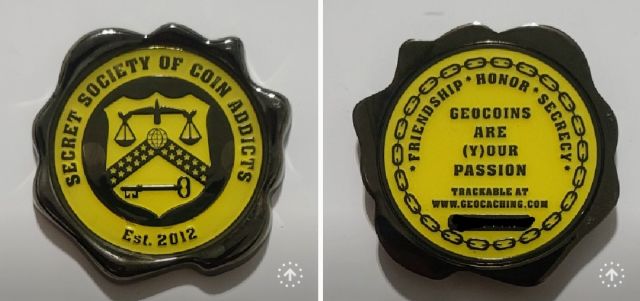 SECRET SOCIETY OF COIN ADDICTS
Est. 2012
* FRIENDSHIP * HONOR * SECRECY *
GEOCOINS
ARE
(Y)OUR
PASSION
TRACKABLE AT
WWW.GEOCACHING.COM